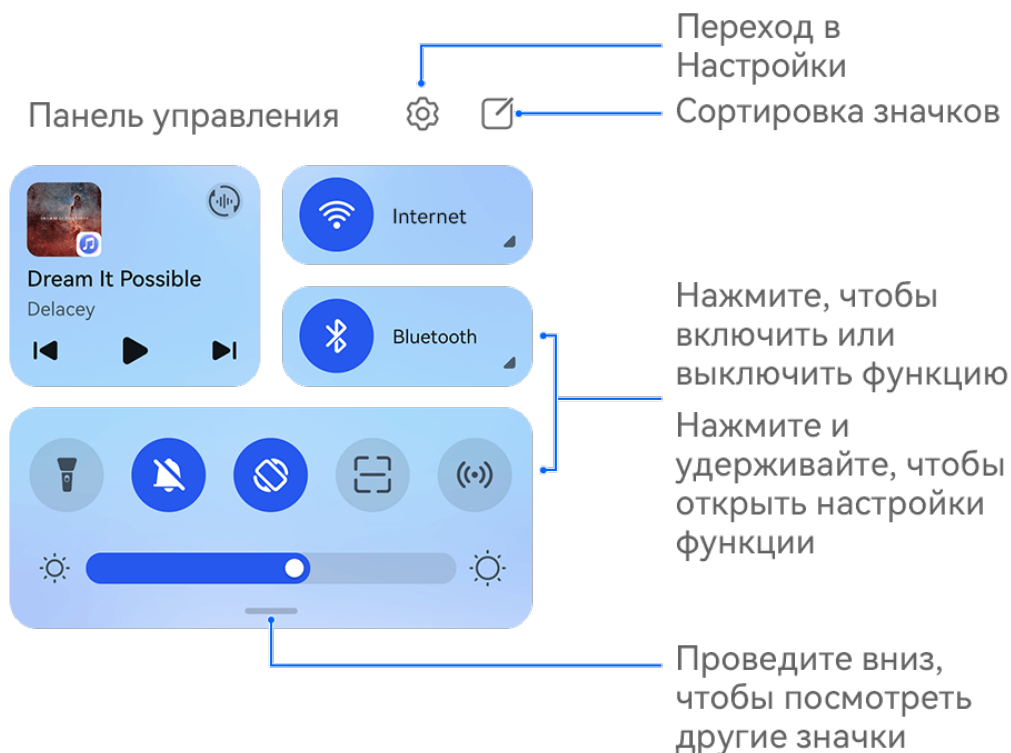 Переход в
Настройки
Панель управления
Сортировка значков
Dream It Possible
Delacey
Internet
Bluetooth
Нажмите, чтобы
включить или
выключить функцию
Нажмите и
удерживайте, чтобы
открыть настройки
функции
Проведите вниз,
чтобы посмотреть
другие значки